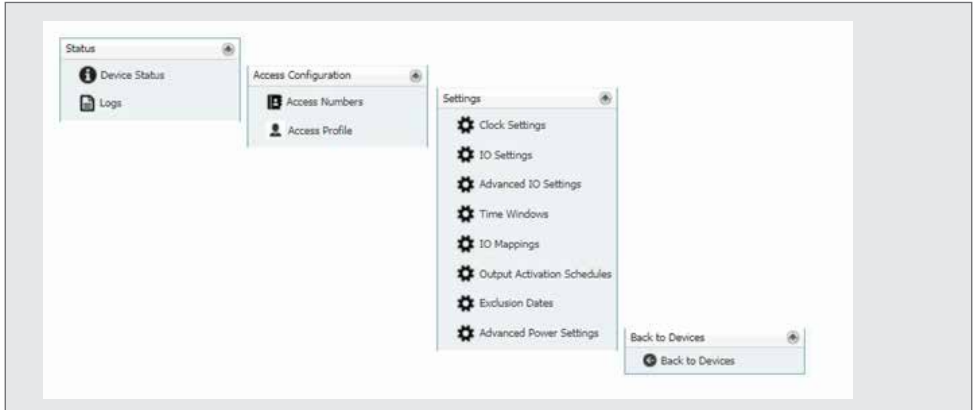 Status
Device Status
Logs
Access Configuration
Access Numbers
Access Profile
Settings
Clock Settings
IO Settings
Advanced IO Settings
Time Windows
IO Mappings
Output Activation Schedules
Exclusion Dates
Advanced Power Settings
Back to Devices
Back to Devices